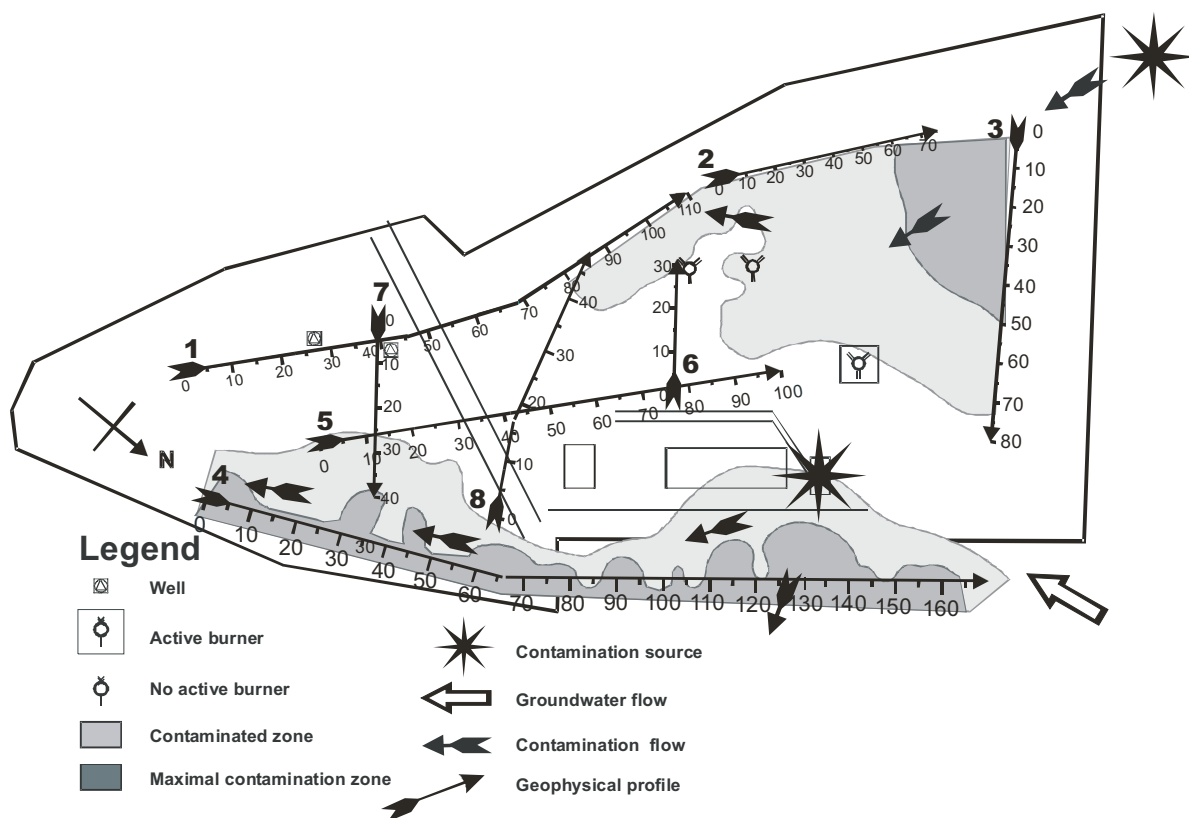 3 0
10
20
30
40
50
60
70
80
2
0 10 20 30 40 50 60 70
1
0 10 20 30 40 50 60 70 80 90 100 110
7
0
10
20
30
40
5
0 10 20 30 40 50 60 70 80 90 100
6
0
10
20
30
8
0
10
20
30
40
N
4
0 10 20 30 30 40 50 60 70 80 90 100 110 120 130 140 150 160
Legend
Well
Active burner
No active burner
Contaminated zone
Maximal contamination zone
Contamination source
Groundwater flow
Contamination flow
Geophysical profile